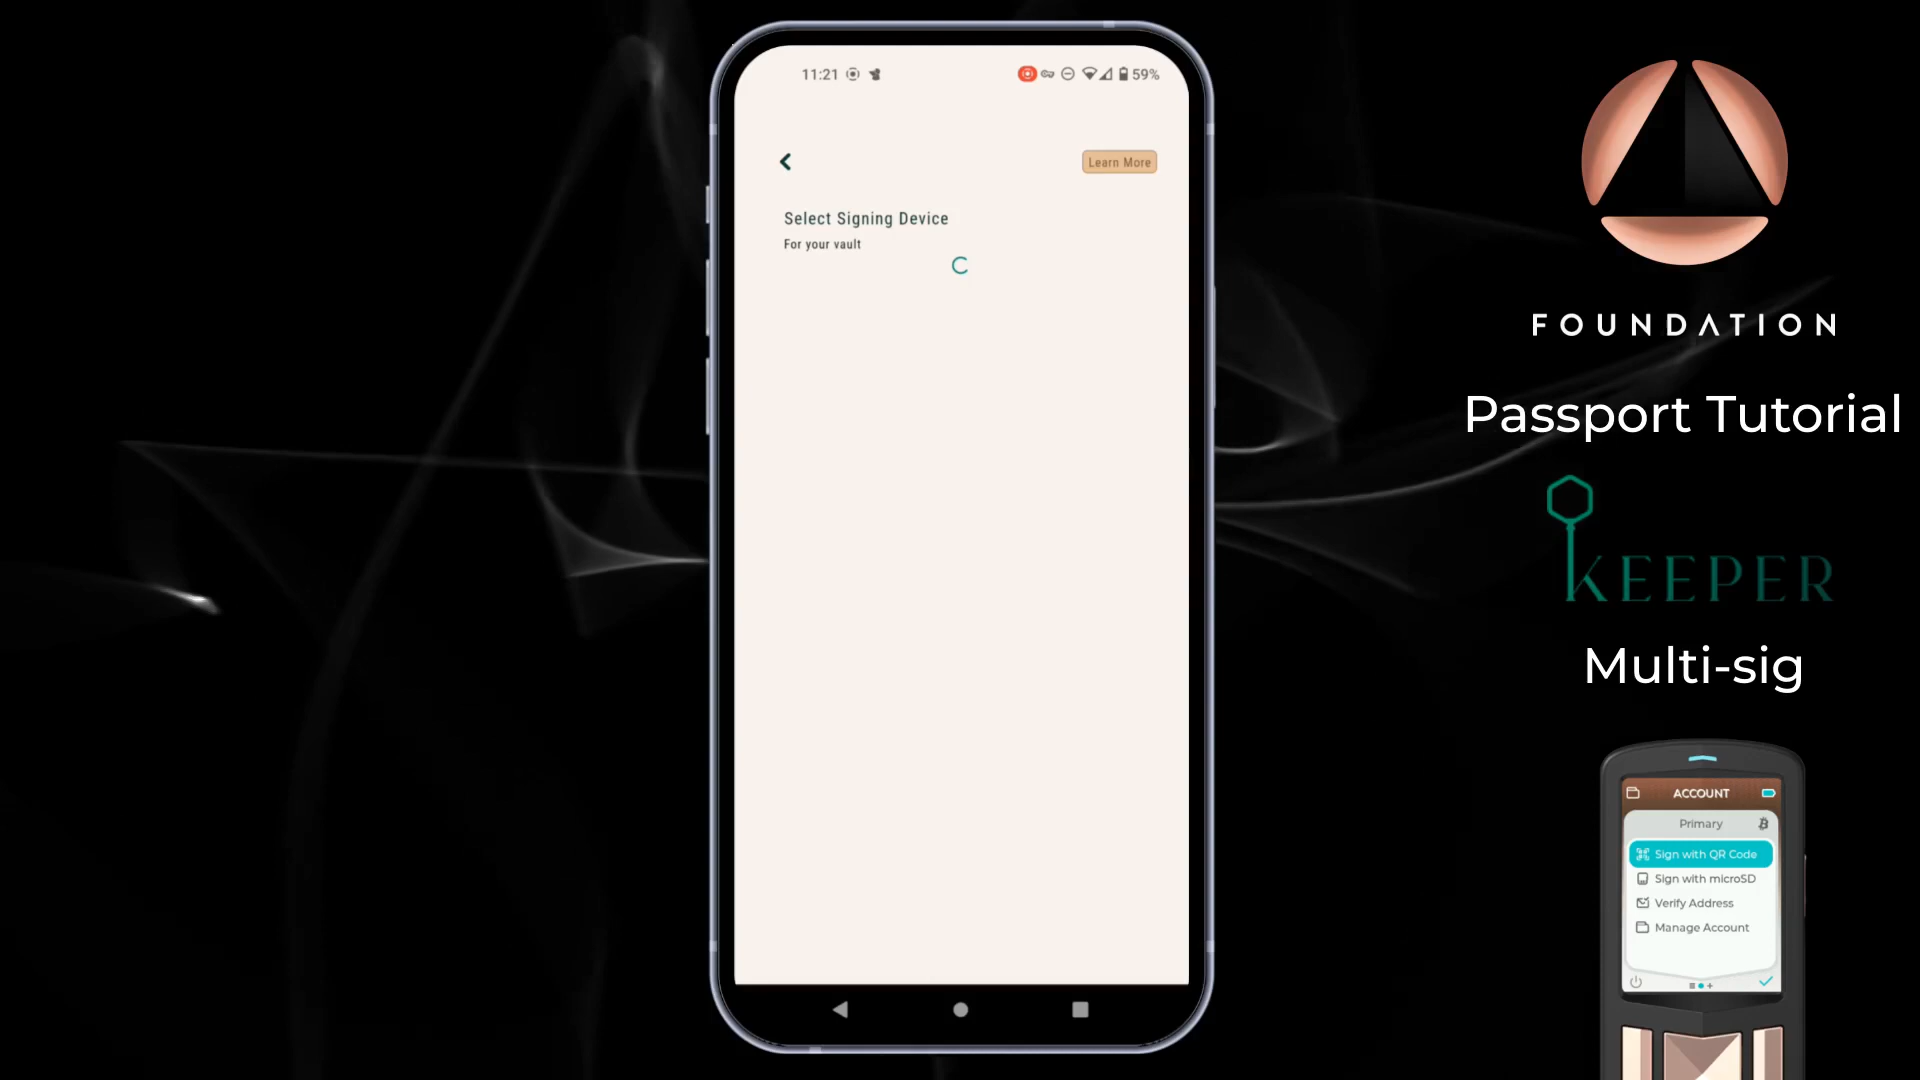 11:21
59%
Learn More
Select Signing Device
For your vault
FOUNDATION
Passport Tutorial
KEEPER
Multi-sig
ACCOUNT
Primary
Sign with QR Code
Sign with microSD
Verify Address
Manage Account